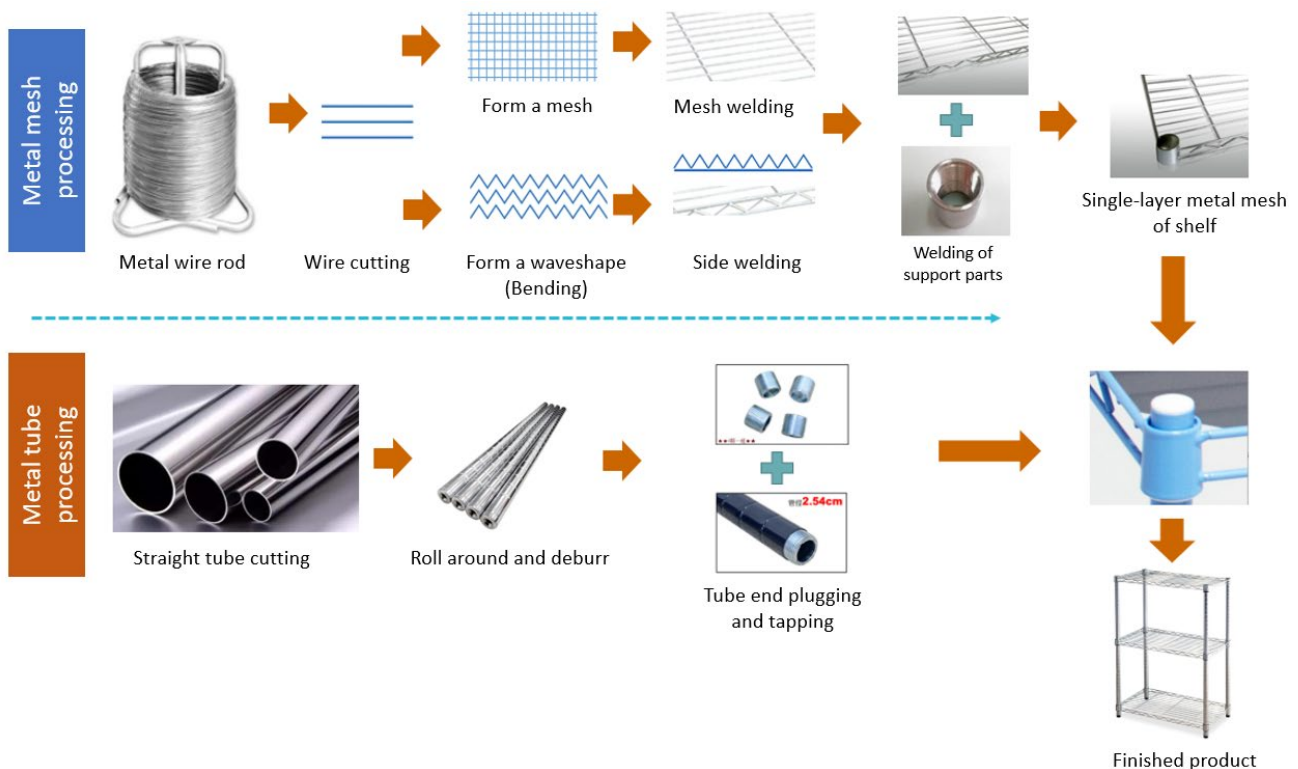 Metal mesh
processing
Form a mesh
Mesh welding
Metal wire rod
Wire cutting
Form a waveshape
(Bending)
Side welding
Welding of
support parts
Single-layer metal mesh
of shelf
Metal tube
processing
Straight tube cutting
Roll around and deburr
2.54cm
Tube end plugging
and tapping
Finished product